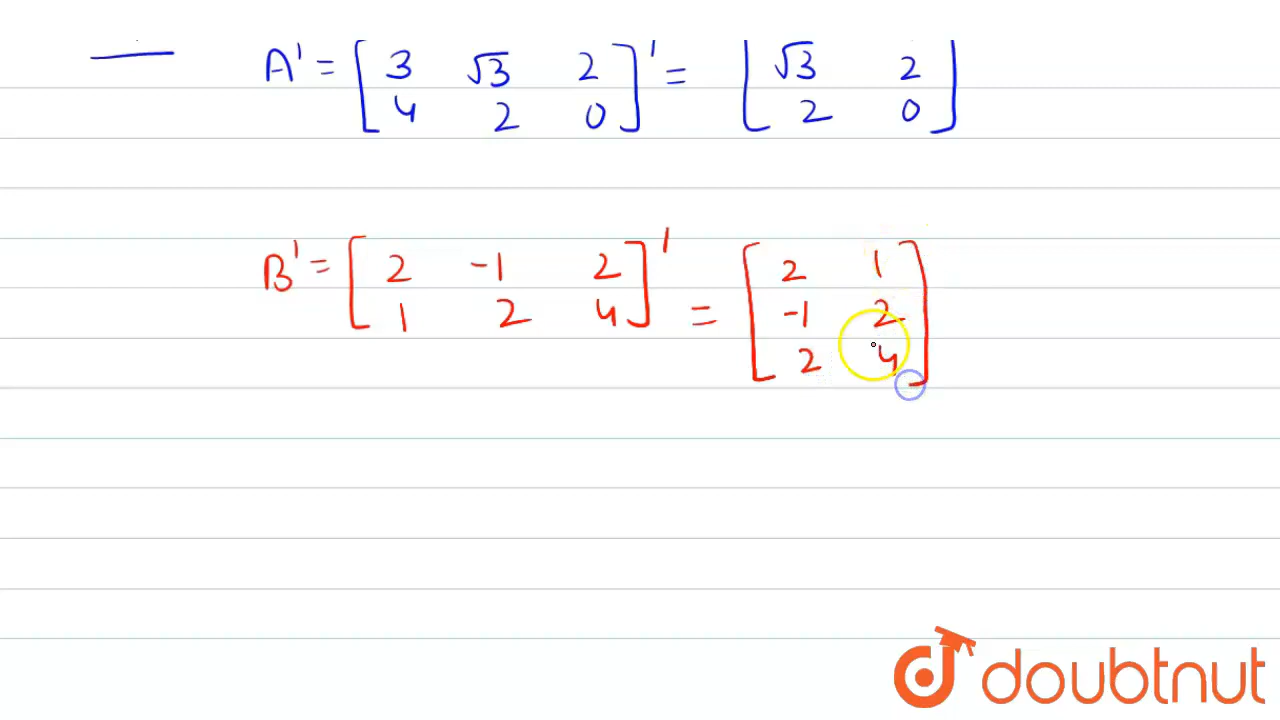 A' = [ 3 √3 2 ]' = [ √3 2 ]
4 2 0 2 0
B' = [ 2 -1 2 ]' = [ 2 1 ]
1 2 4 -1 2
2 4
doubtnut